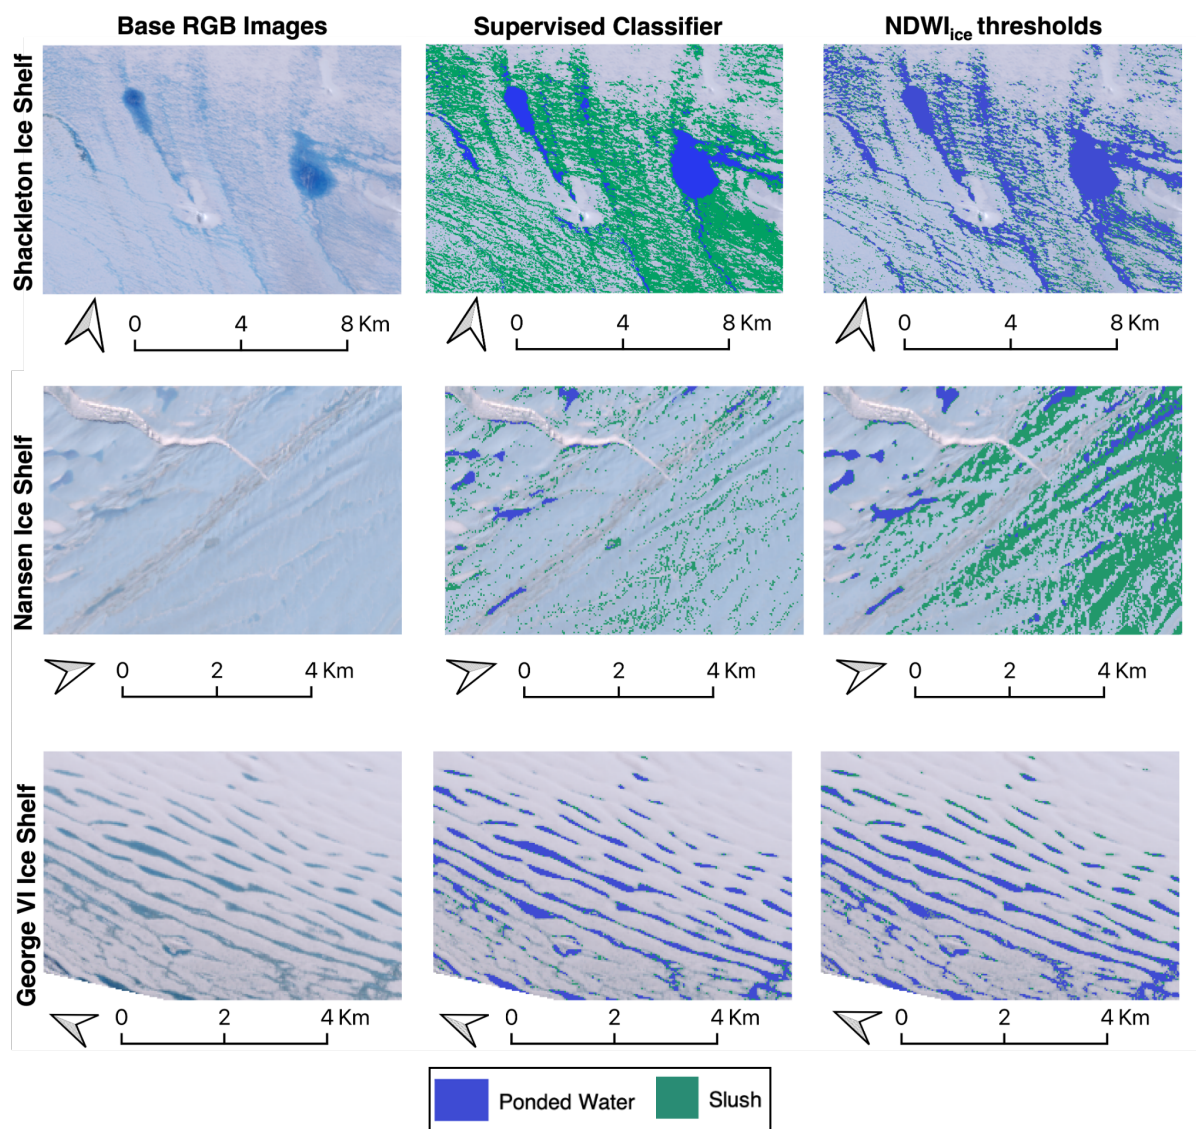 Base RGB Images
Supervised Classifier
NDWIice thresholds
Shackleton Ice Shelf
0 4 8 Km
0 4 8 Km
0 4 8 Km
Nansen Ice Shelf
0 2 4 Km
0 2 4 Km
0 2 4 Km
George VI Ice Shelf
0 2 4 Km
0 2 4 Km
0 2 4 Km
Ponded Water
Slush